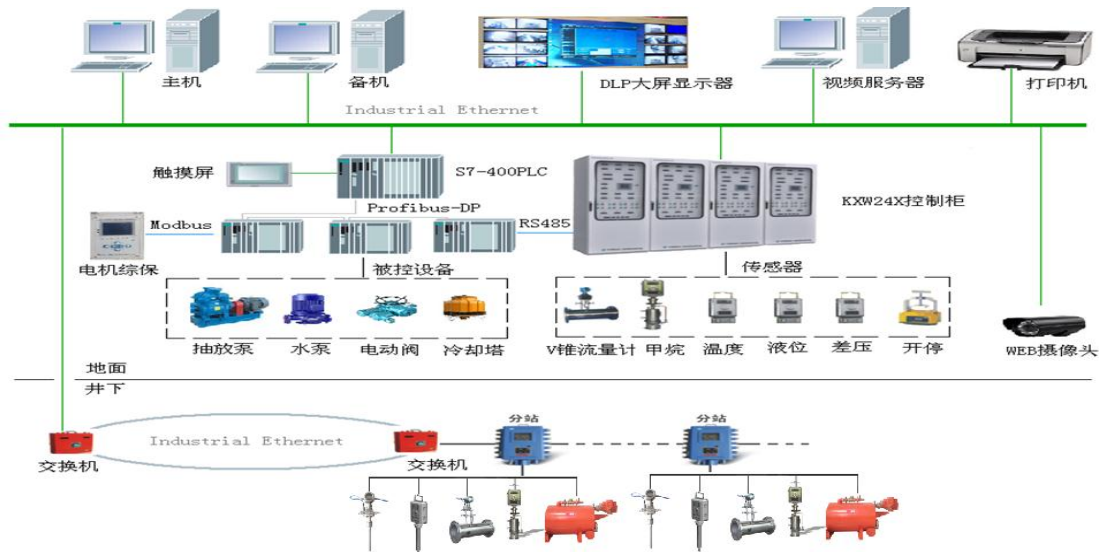 主机
备机
DLP大屏显示器
视频服务器
打印机
Industrial Ethernet
触摸屏
S7-400PLC
KXW24X控制柜
Profibus-DP
Modbus
RS485
电机综保
被控设备
传感器
抽放泵
水泵
电动阀
冷却塔
V锥流量计
甲烷
温度
液位
差压
开停
WEB摄像头
地面
井下
分站
分站
Industrial Ethernet
交换机
交换机